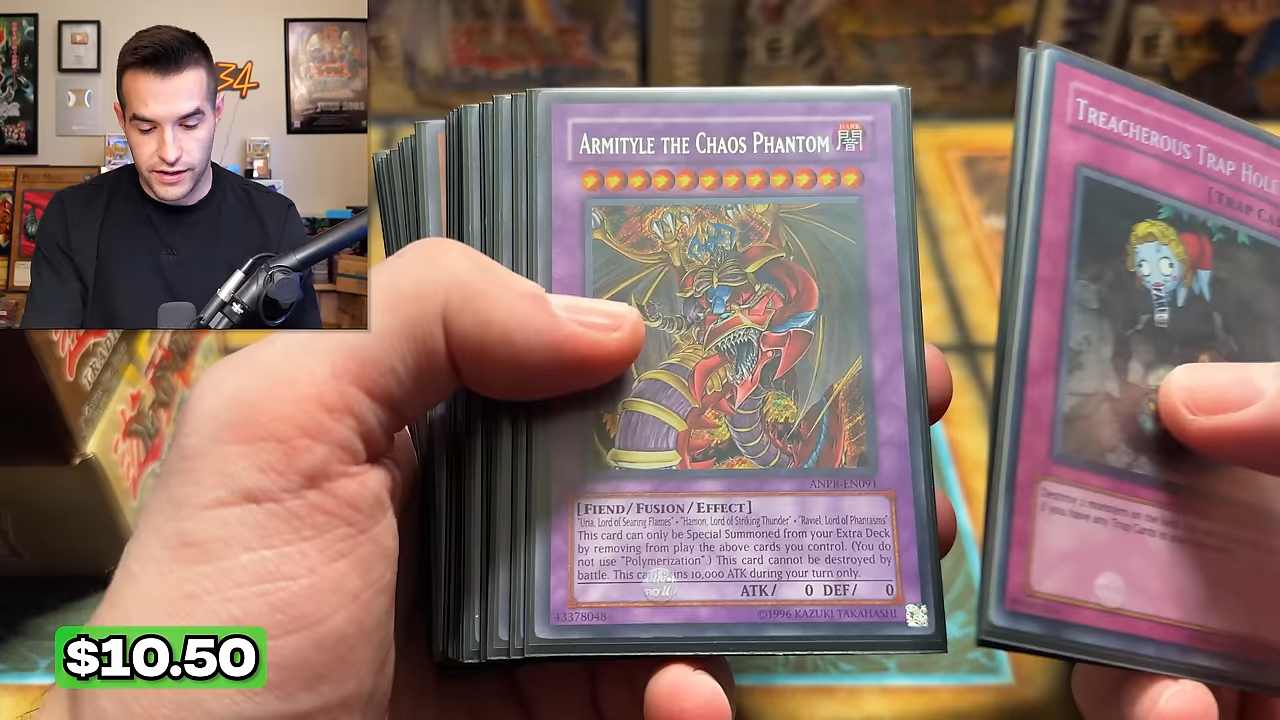 34
ARMITYLE THE CHAOS PHANTOM
DARK
闇
ANPR-EN091
[FIEND/FUSION/EFFECT]
"Uria, Lord of Searing Flames" • "Hamon, Lord of Striking Thunder" • "Raviel, Lord of Phantasms"
This card can only be Special Summoned from your Extra Deck
by removing from play the above cards you control. (You do
not use "Polymerization".) This card cannot be destroyed by
battle. This 10,000 ATK during your turn only.
ATK/ 0 DEF/ 0
43378048
©1996 KAZUKI TAKAHASHI
TREACHEROUS TRAP HOLE
[TRAP CA
$10.50